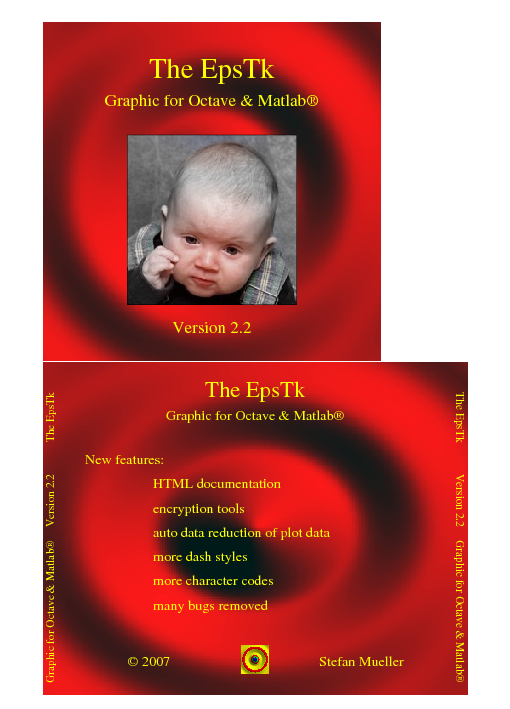 The EpsTk
Graphic for Octave & Matlab®
Version 2.2
The EpsTk
Graphic for Octave & Matlab®
New features:
HTML documentation
encryption tools
auto data reduction of plot data
more dash styles
more character codes
many bugs removed
© 2007 Stefan Mueller
Graphic for Octave & Matlab® Version 2.2 The EpsTk
The EpsTk Version 2.2 Graphic for Octave & Matlab®